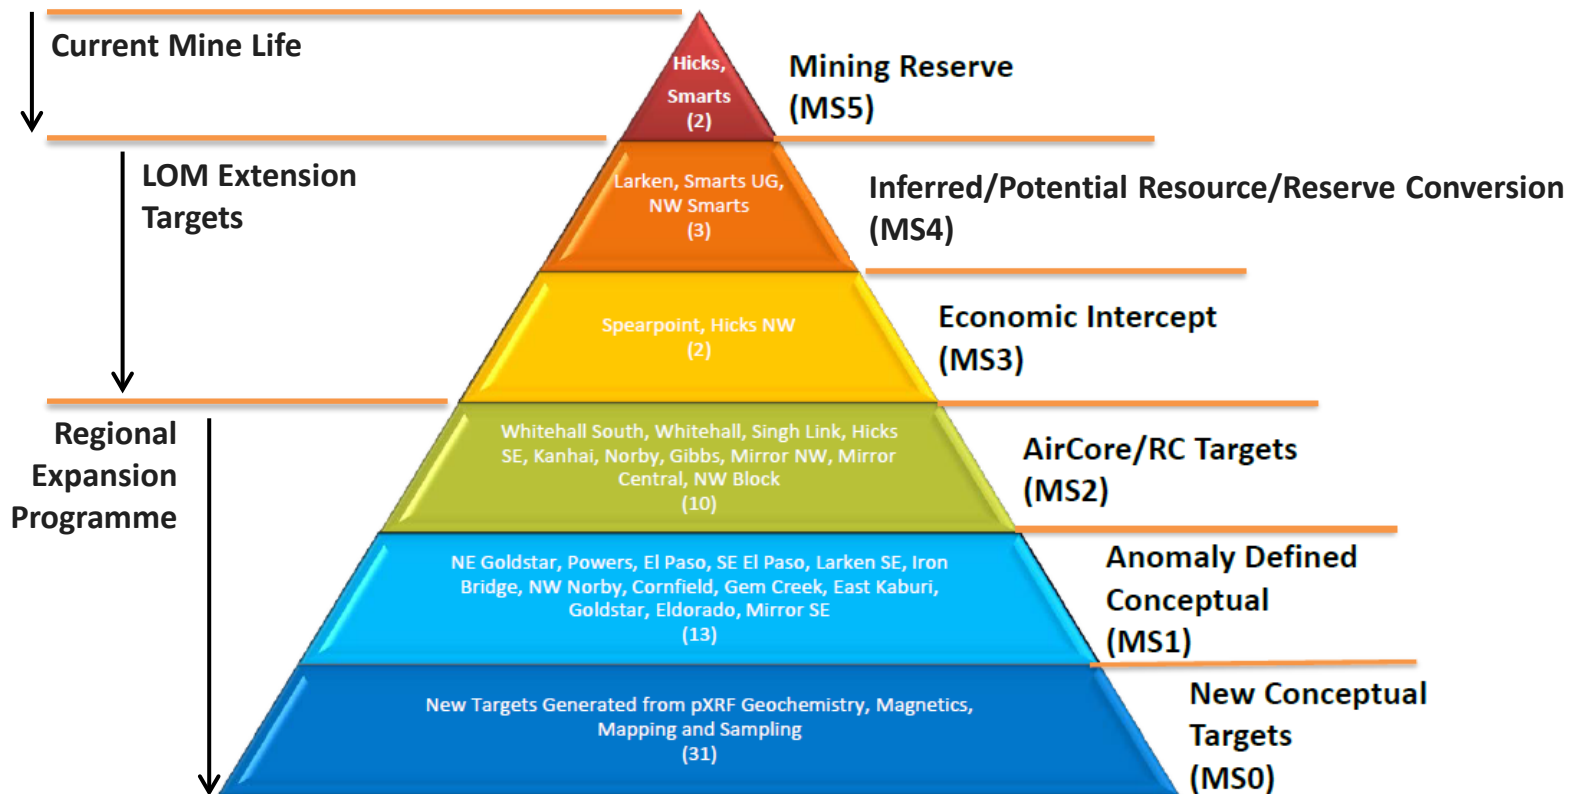 Current Mine Life
Hicks,
Smarts
(2)
Mining Reserve
(MS5)
LOM Extension
Targets
Larken, Smarts UG,
NW Smarts
(3)
Inferred/Potential Resource/Reserve Conversion
(MS4)
Spearpoint, Hicks NW
(2)
Economic Intercept
(MS3)
Regional
Expansion
Programme
Whitehall South, Whitehall, Singh Link, Hicks
SE, Kanhai, Norby, Gibbs, Mirror NW, Mirror
Central, NW Block
(10)
AirCore/RC Targets
(MS2)
NE Goldstar, Powers, El Paso, SE El Paso, Larken SE, Iron
Bridge, NW Norby, Cornfield, Gem Creek, East Kaburi,
Goldstar, Eldorado, Mirror SE
(13)
Anomaly Defined
Conceptual
(MS1)
New Targets Generated from pXRF Geochemistry, Magnetics,
Mapping and Sampling
(31)
New Conceptual
Targets
(MS0)